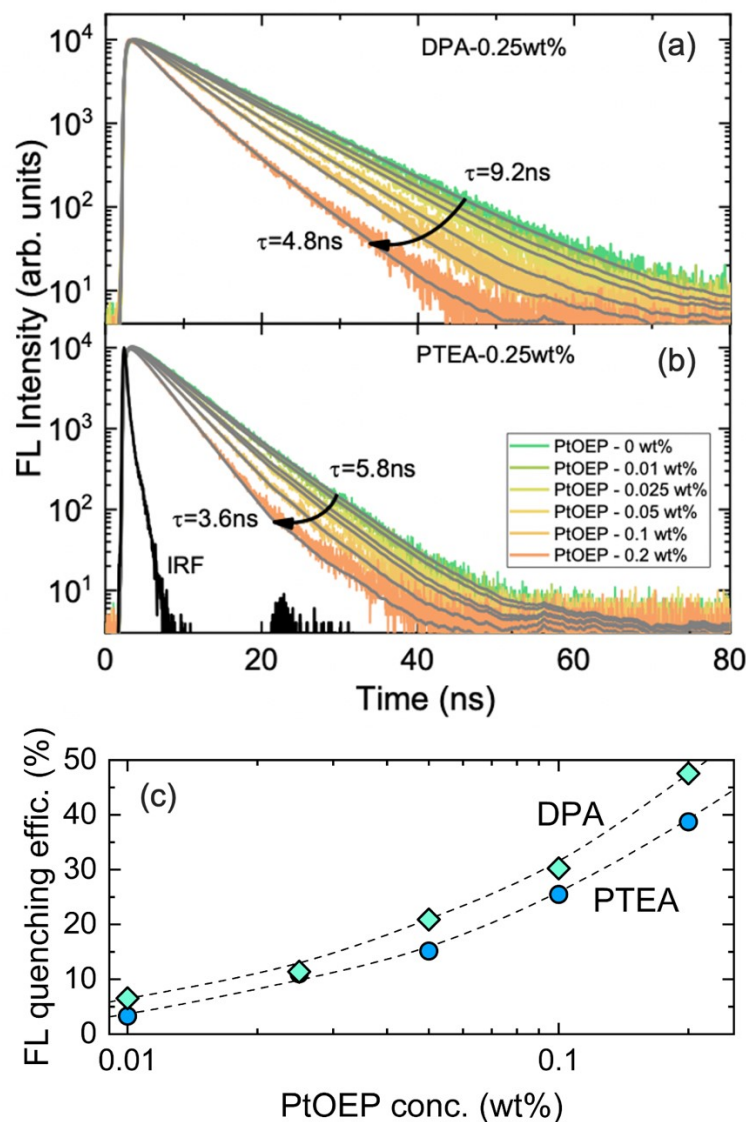 (a)
DPA-0.25wt%
10⁴
10³
10²
10¹
τ=9.2ns
τ=4.8ns
FL Intensity (arb. units)
(b)
PTEA-0.25wt%
10⁴
10³
10²
10¹
τ=5.8ns
τ=3.6ns
IRF
PtOEP - 0 wt%
PtOEP - 0.01 wt%
PtOEP - 0.025 wt%
PtOEP - 0.05 wt%
PtOEP - 0.1 wt%
PtOEP - 0.2 wt%
0 20 40 60 80
Time (ns)
(c)
FL quenching effic. (%)
50
40
30
20
10
0
DPA
PTEA
0.01 0.1
PtOEP conc. (wt%)